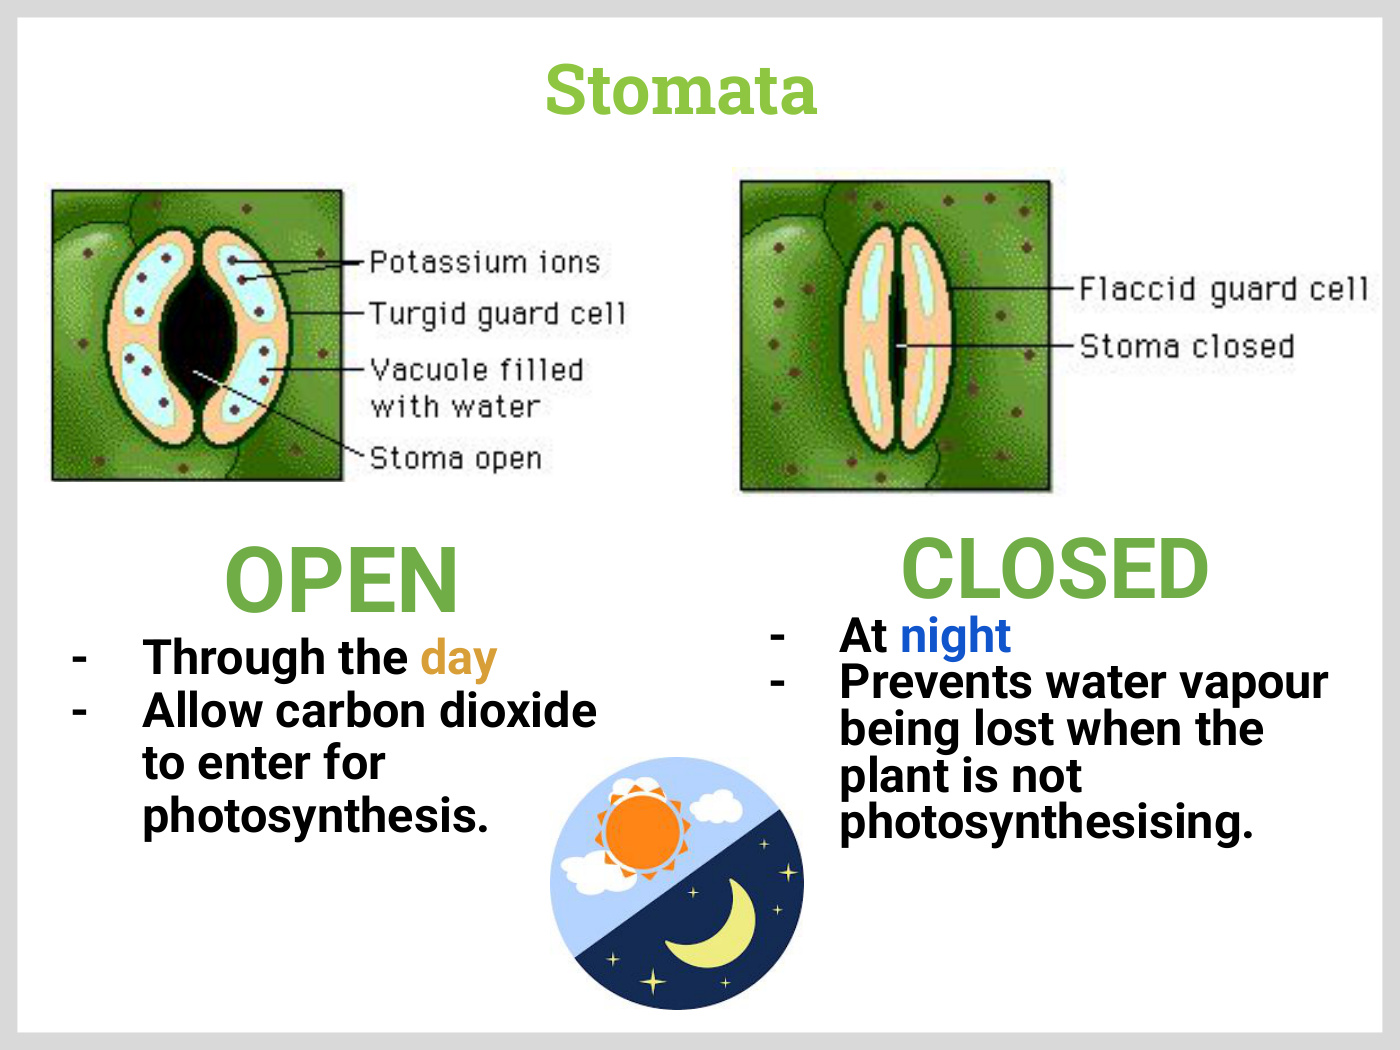 Stomata
Potassium ions
Turgid guard cell
Vacuole filled
with water
Stoma open
Flaccid guard cell
Stoma closed
OPEN
- Through the day
- Allow carbon dioxide
to enter for
photosynthesis.
CLOSED
- At night
- Prevents water vapour
being lost when the
plant is not
photosynthesising.